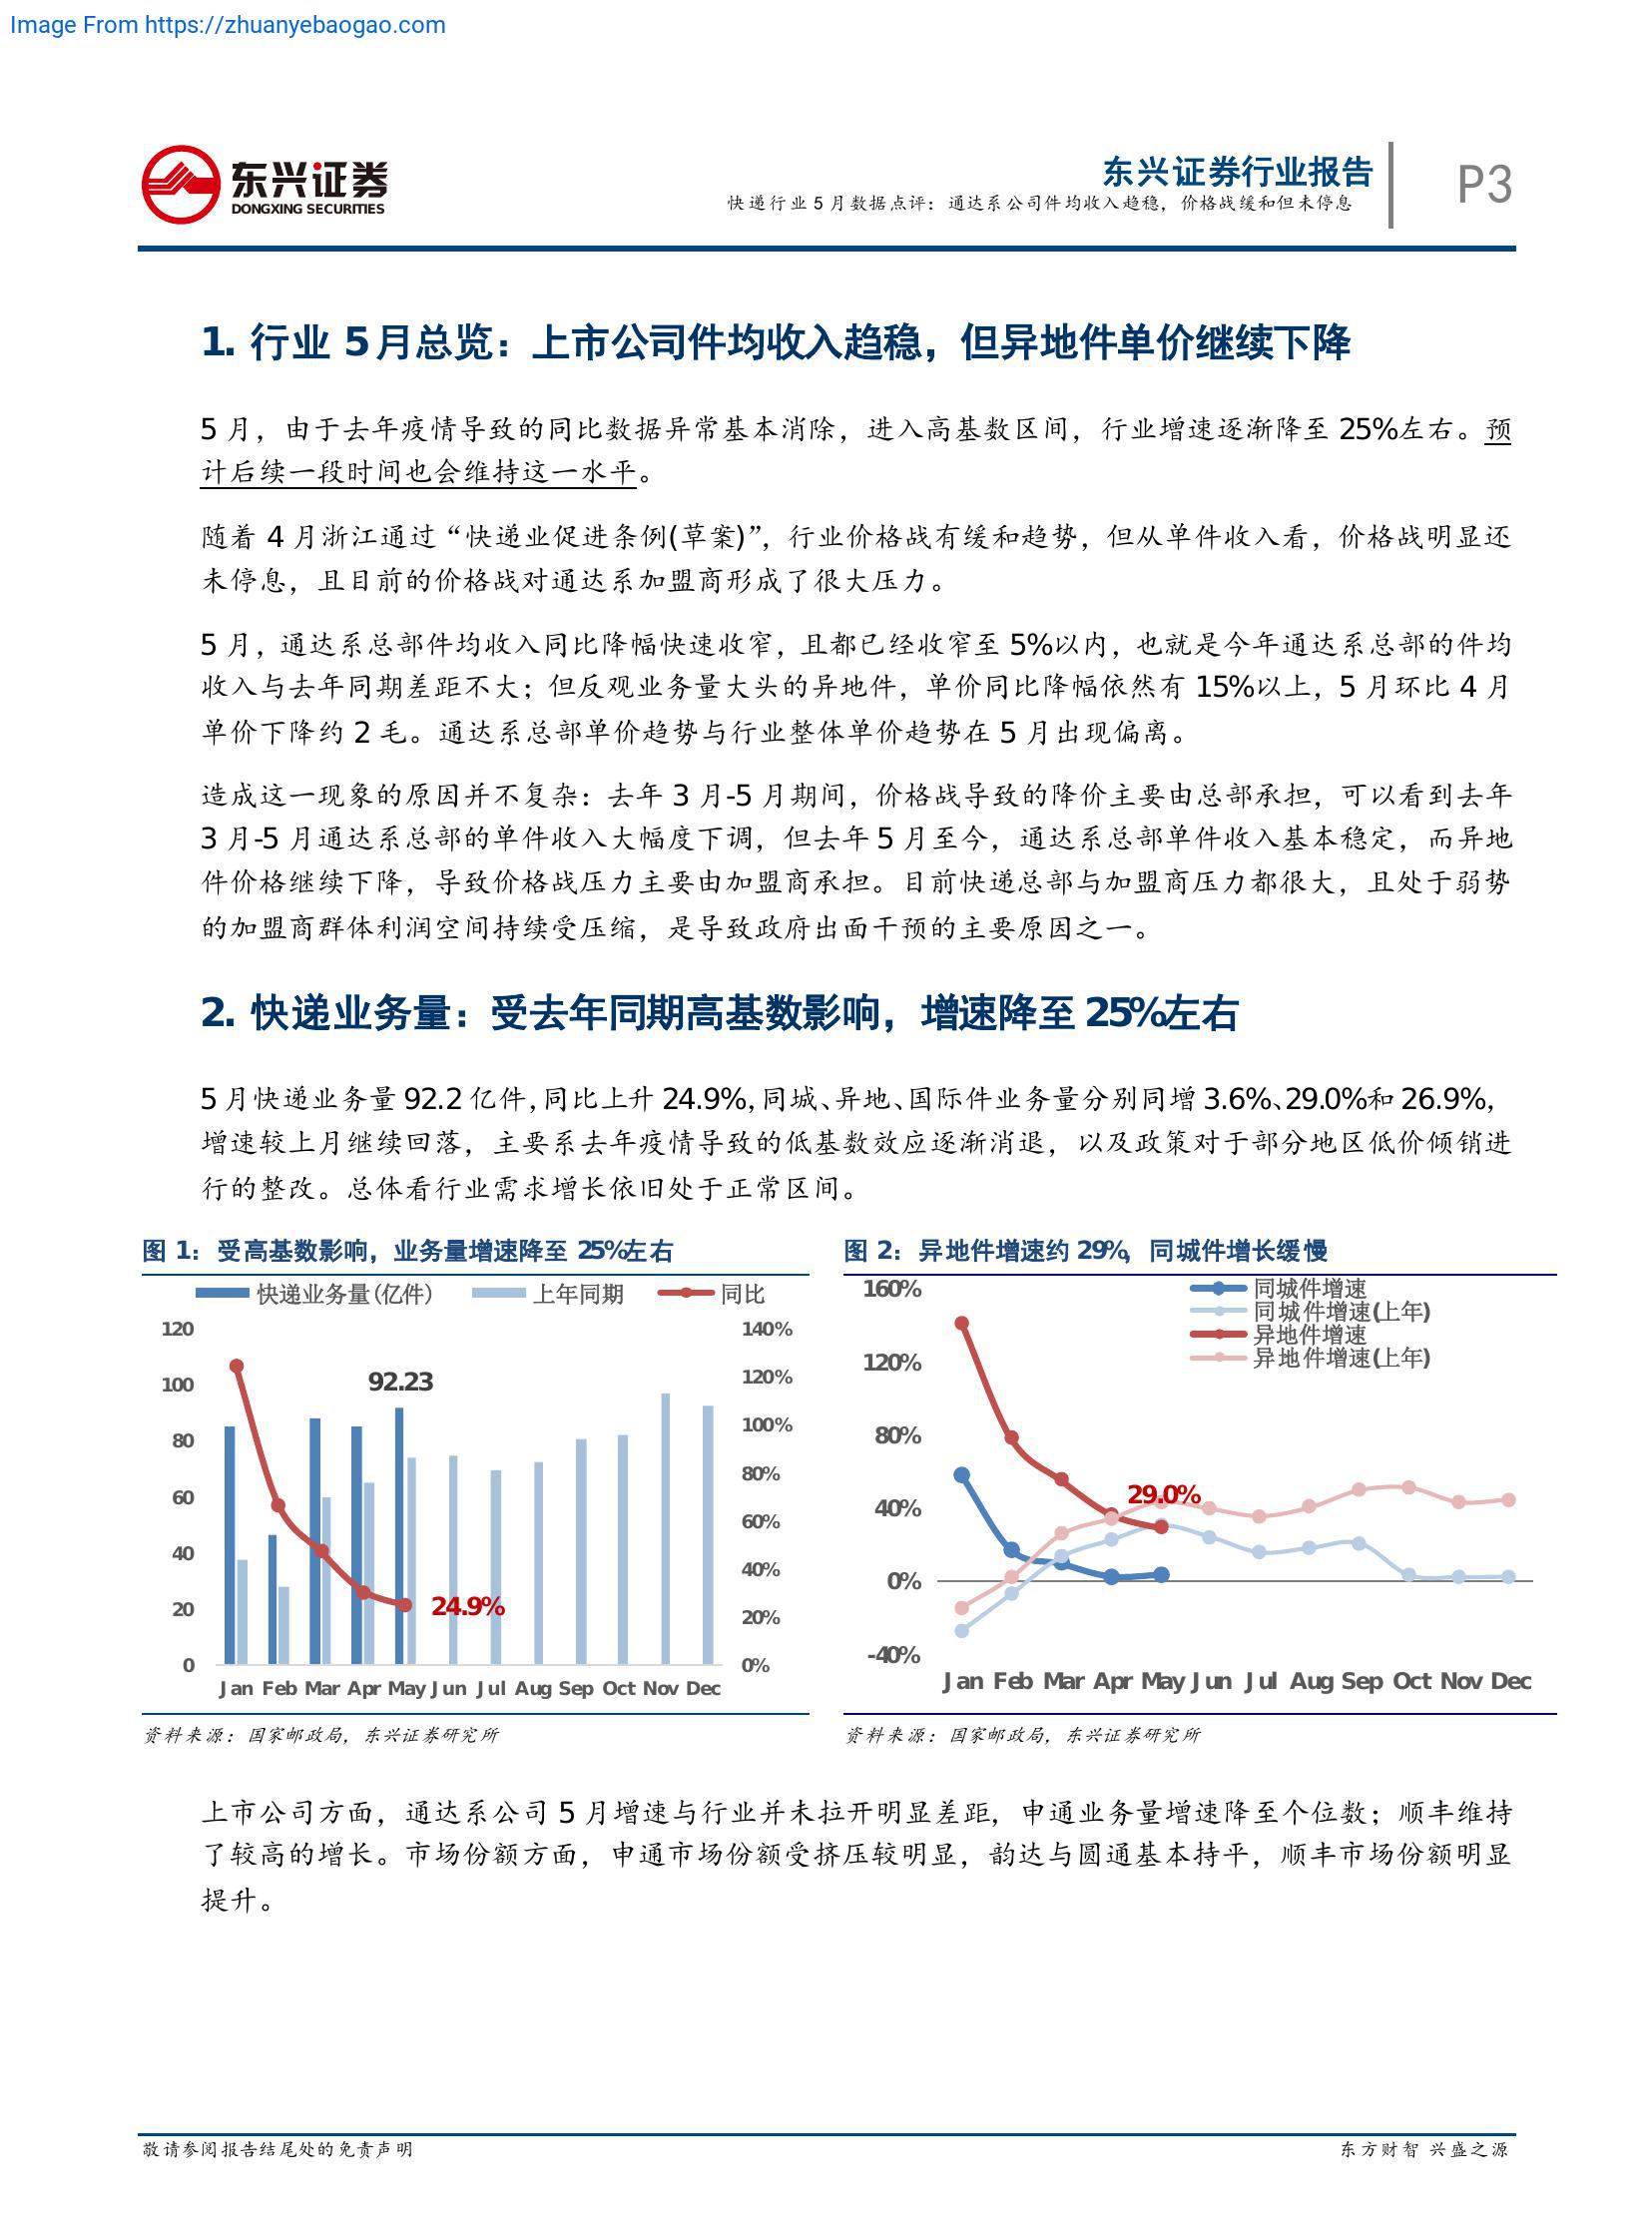 Image From https://zhuanyebaogao.com
东兴证券
DONGXING SECURITIES
东兴证券行业报告
快递行业 5 月数据点评：通达系公司件均收入趋稳，价格战缓和但未停息
P3
1. 行业 5 月总览：上市公司件均收入趋稳，但异地件单价继续下降
5 月，由于去年疫情导致的同比数据异常基本消除，进入高基数区间，行业增速逐渐降至 25%左右。预
计后续一段时间也会维持这一水平。
随着 4 月浙江通过“快递业促进条例(草案)”，行业价格战有缓和趋势，但从单件收入看，价格战明显还
未停息，且目前的价格战对通达系加盟商形成了很大压力。
5 月，通达系总部件均收入同比降幅快速收窄，且都已经收窄至 5%以内，也就是今年通达系总部的件均
收入与去年同期差距不大；但反观业务量大头的异地件，单价同比降幅依然有 15%以上，5 月环比 4 月
单价下降约 2 毛。通达系总部单价趋势与行业整体单价趋势在 5 月出现偏离。
造成这一现象的原因并不复杂：去年 3 月-5 月期间，价格战导致的降价主要由总部承担，可以看到去年
3 月-5 月通达系总部的单件收入大幅度下调，但去年 5 月至今，通达系总部单件收入基本稳定，而异地
件价格继续下降，导致价格战压力主要由加盟商承担。目前快递总部与加盟商压力都很大，且处于弱势
的加盟商群体利润空间持续受压缩，是导致政府出面干预的主要原因之一。
2. 快递业务量：受去年同期高基数影响，增速降至 25%左右
5 月快递业务量 92.2 亿件，同比上升 24.9%，同城、异地、国际件业务量分别同增 3.6%、29.0%和 26.9%，
增速较上月继续回落，主要系去年疫情导致的低基数效应逐渐消退，以及政策对于部分地区低价倾销进
行的整改。总体看行业需求增长依旧处于正常区间。
图 1：受高基数影响，业务量增速降至 25%左右
快递业务量(亿件) 上年同期 同比
120
100
80
60
40
20
0
140%
120%
100%
80%
60%
40%
20%
0%
92.23
24.9%
Jan Feb Mar Apr May Jun Jul Aug Sep Oct Nov Dec
资料来源：国家邮政局，东兴证券研究所
图 2：异地件增速约 29%，同城件增长缓慢
同城件增速
同城件增速(上年)
异地件增速
异地件增速(上年)
160%
120%
80%
40%
0%
-40%
29.0%
Jan Feb Mar Apr May Jun Jul Aug Sep Oct Nov Dec
资料来源：国家邮政局，东兴证券研究所
上市公司方面，通达系公司 5 月增速与行业并未拉开明显差距，申通业务量增速降至个位数；顺丰维持
了较高的增长。市场份额方面，申通市场份额受挤压较明显，韵达与圆通基本持平，顺丰市场份额明显
提升。
敬请参阅报告结尾处的免责声明
东方财智 兴盛之源